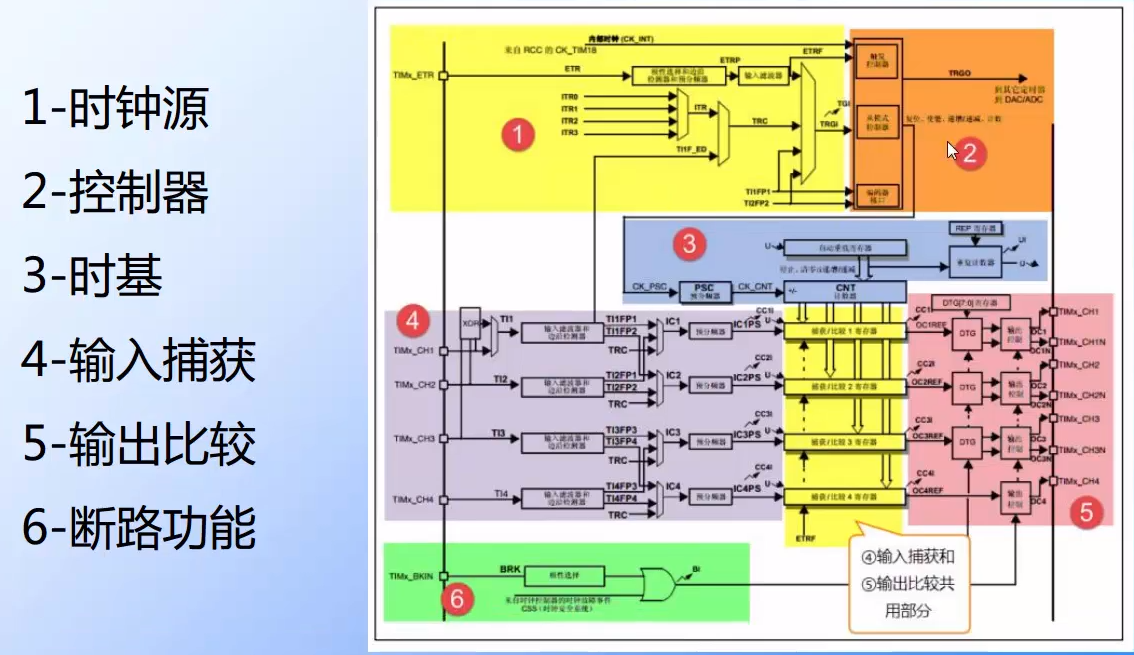 1-时钟源
2-控制器
3-时基
4-输入捕获
5-输出比较
6-断路功能
内部时钟 (CK_INT)
来自 RCC 的 CK_TIM18
TIMx_ETR
ETR
极性选择和边沿
检测器和预分频器
ETRP
输入滤波器
ETRF
ITR0
ITR1
ITR2
ITR3
ITR
TI1F_ED
TRC
TGI
TRGI
TI1FP1
TI2FP2
1
触发
控制器
从模式
控制器
编码器
接口
TRGO
到其它定时器
到 DAC/ADC
复位、使能、递增/递减、计数
2
3
U
自动重载寄存器
REP 寄存器
重复计数器
UI
U
停止、清零或递增/递减
CK_PSC
PSC
预分频器
CK_CNT
+/-
CNT
计数器
DTG[7:0]寄存器
4
XOR
TI1
TIMx_CH1
输入滤波器和
边沿检测器
TI1FP1
TI1FP2
TRC
IC1
预分频器
IC1PS
CC1I
U
捕获/比较 1 寄存器
CC1I
OC1REF
DTG
输出
控制
OC1
OC1N
TIMx_CH1
TIMx_CH1N
TIMx_CH2
TI2
输入滤波器和
边沿检测器
TI2FP1
TI2FP2
TRC
IC2
预分频器
IC2PS
CC2I
U
捕获/比较 2 寄存器
CC2I
OC2REF
DTG
输出
控制
OC2
OC2N
TIMx_CH2
TIMx_CH2N
TIMx_CH3
TI3
输入滤波器和
边沿检测器
TI3FP3
TI3FP4
TRC
IC3
预分频器
IC3PS
CC3I
U
捕获/比较 3 寄存器
CC3I
OC3REF
DTG
输出
控制
OC3
OC3N
TIMx_CH3
TIMx_CH3N
TIMx_CH4
TI4
输入滤波器和
边沿检测器
TI4FP3
TI4FP4
TRC
IC4
预分频器
IC4PS
CC4I
U
捕获/比较 4 寄存器
CC4I
OC4REF
输出
控制
OC4
TIMx_CH4
5
ETRF
④输入捕获和
⑤输出比较共
用部分
TIMx_BKIN
BRK
极性选择
BI
6
来自时钟控制器的时钟故障事件
CSS（时钟安全系统）